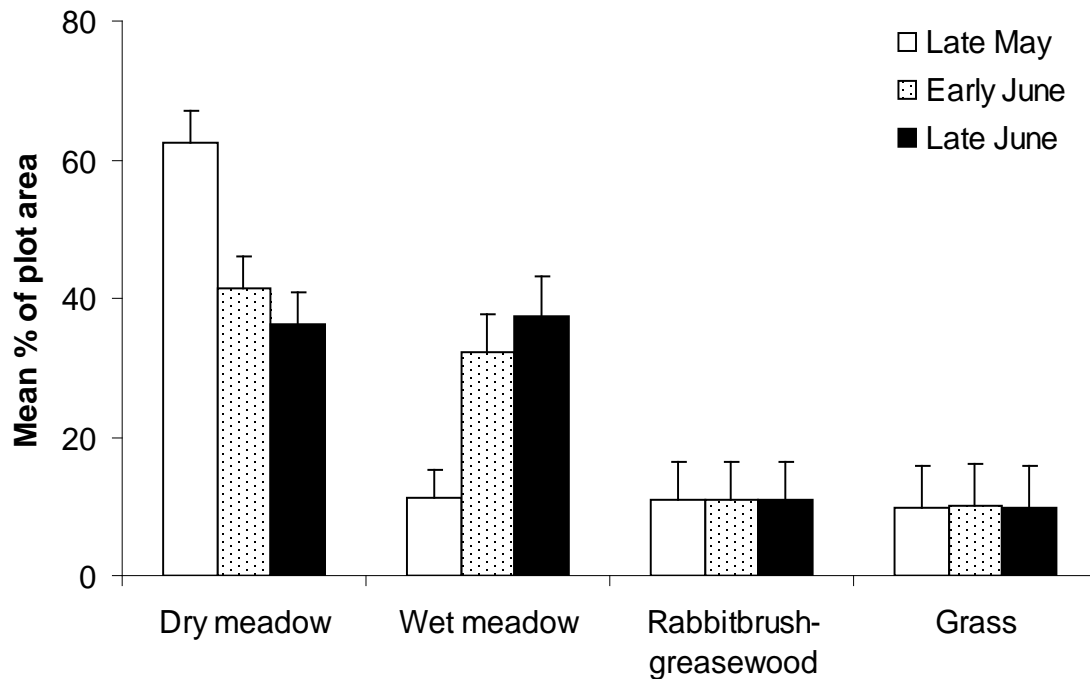 80
60
40
20
0
Mean % of plot area
Late May
Early June
Late June
Dry meadow
Wet meadow
Rabbitbrush-
greasewood
Grass